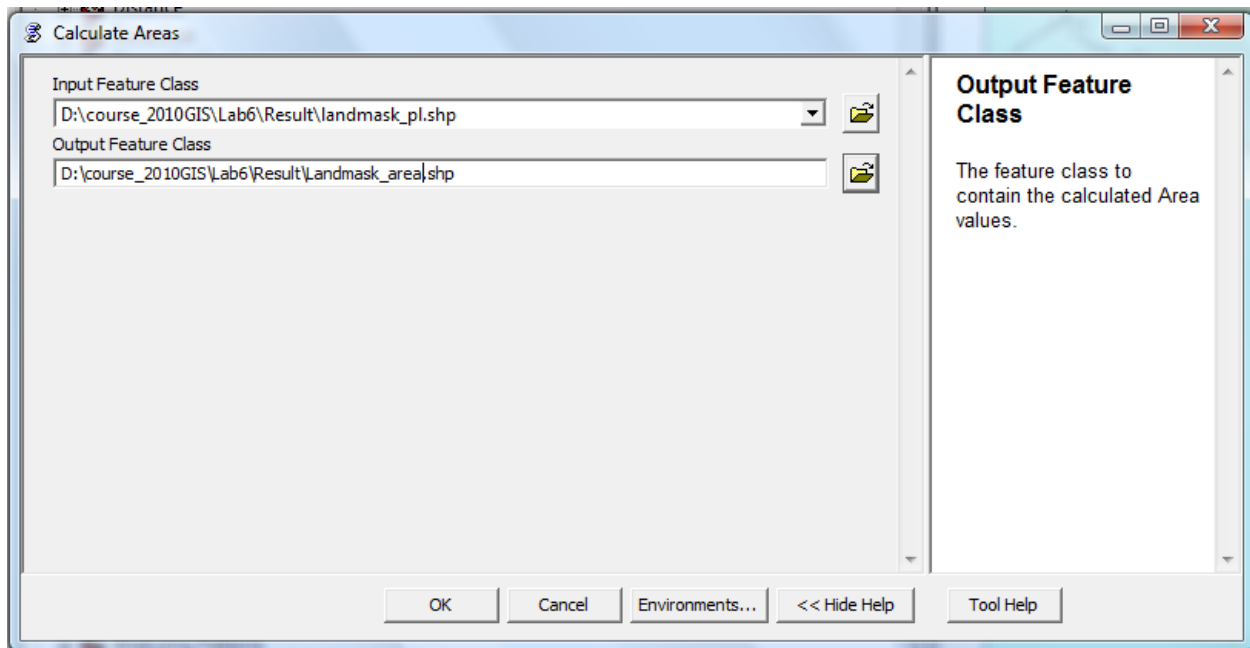 Distance
Calculate Areas
Input Feature Class
D:\course_2010GIS\Lab6\Result\landmask_pl.shp
Output Feature Class
D:\course_2010GIS\Lab6\Result\Landmask_area.shp
Output Feature
Class
The feature class to
contain the calculated Area
values.
OK
Cancel
Environments...
<< Hide Help
Tool Help